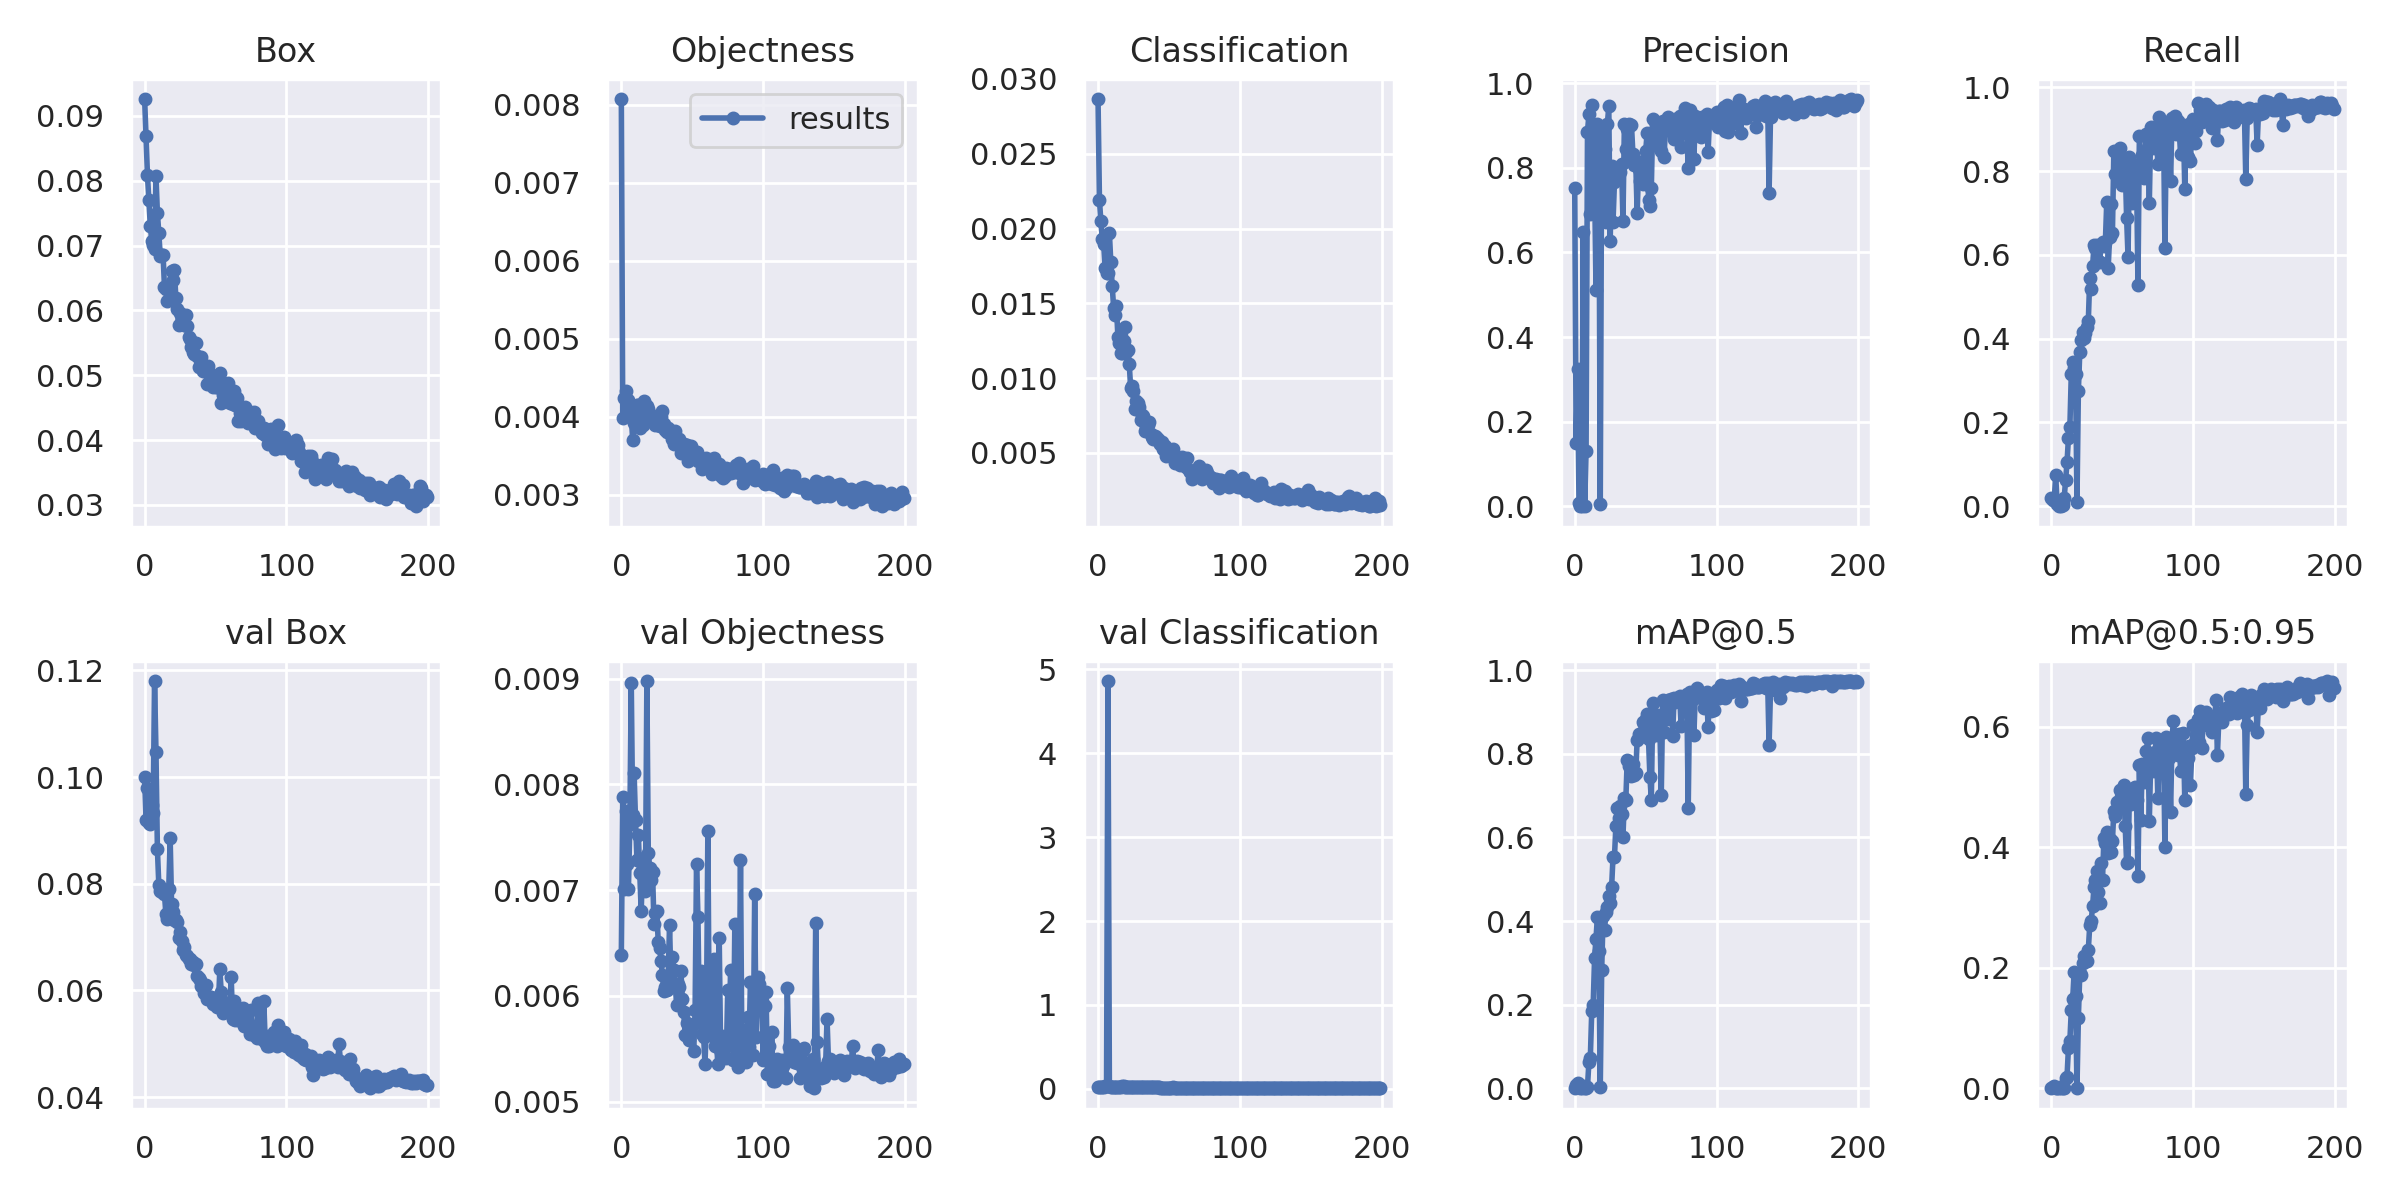 Box
0.09
0.08
0.07
0.06
0.05
0.04
0.03
0 100 200
Objectness
results
0.008
0.007
0.006
0.005
0.004
0.003
0 100 200
Classification
0.030
0.025
0.020
0.015
0.010
0.005
0 100 200
Precision
1.0
0.8
0.6
0.4
0.2
0.0
0 100 200
Recall
1.0
0.8
0.6
0.4
0.2
0.0
0 100 200
val Box
0.12
0.10
0.08
0.06
0.04
0 100 200
val Objectness
0.009
0.008
0.007
0.006
0.005
0 100 200
val Classification
5
4
3
2
1
0
0 100 200
mAP@0.5
1.0
0.8
0.6
0.4
0.2
0.0
0 100 200
mAP@0.5:0.95
0.6
0.4
0.2
0.0
0 100 200